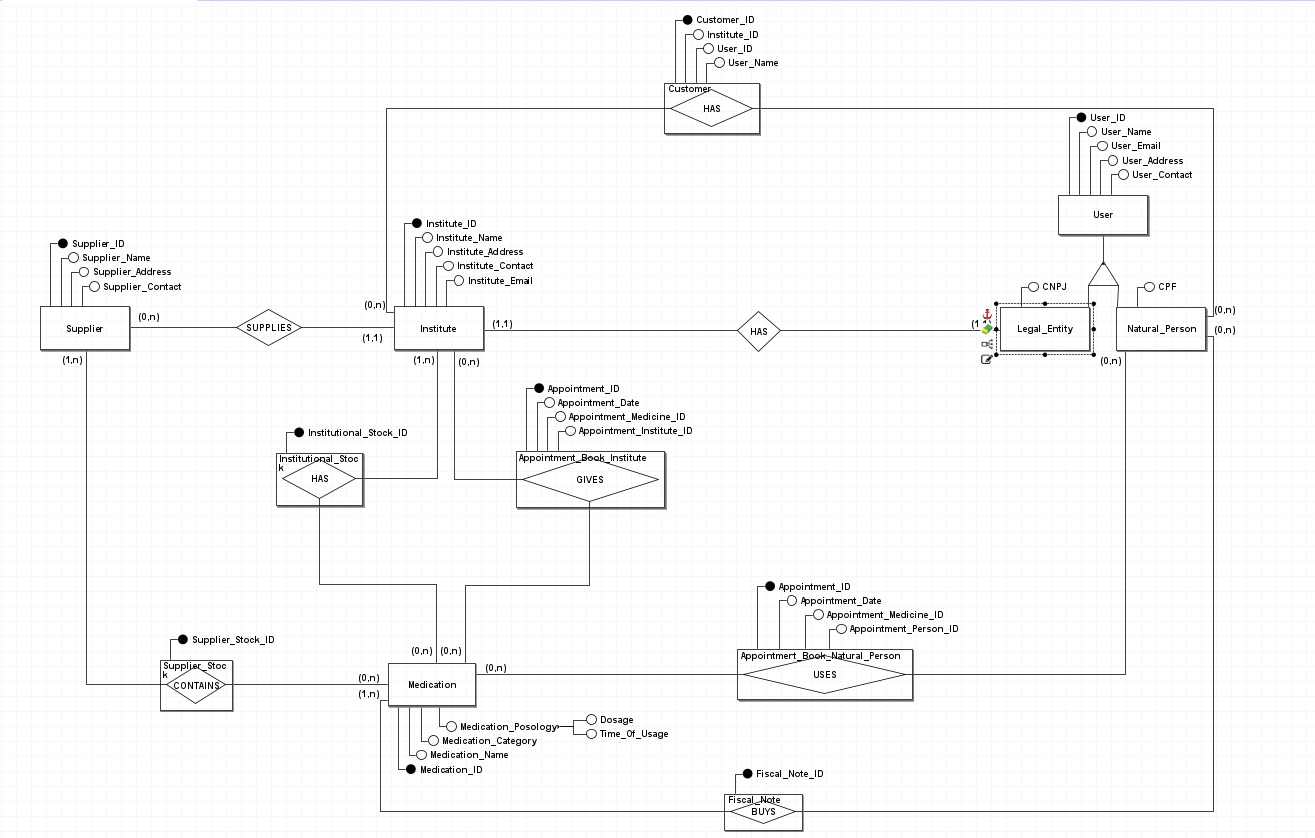 Customer_ID
Institute_ID
User_ID
User_Name
Customer
HAS
User_ID
User_Name
User_Email
User_Address
User_Contact
User
Institute_ID
Institute_Name
Institute_Address
Institute_Contact
Institute_Email
Supplier_ID
Supplier_Name
Supplier_Address
Supplier_Contact
CNPJ
CPF
(0,n)
(0,n)
Supplier
(0,n)
SUPPLIES
(1,1)
Institute
(1,1)
HAS
Legal_Entity
Natural_Person
(0,n)
(1,n)
(1,n)
(0,n)
(0,n)
Appointment_ID
Appointment_Date
Appointment_Medicine_ID
Appointment_Institute_ID
Institutional_Stock_ID
Institutional_Stoc
k
HAS
Appointment_Book_Institute
GIVES
Appointment_ID
Appointment_Date
Appointment_Medicine_ID
Appointment_Person_ID
Supplier_Stock_ID
Supplier_Stoc
k
CONTAINS
(0,n)
(0,n)
(0,n)
(1,n)
Medication
(0,n)
Appointment_Book_Natural_Person
USES
Medication_Posology
Dosage
Time_Of_Usage
Medication_Category
Medication_Name
Medication_ID
Fiscal_Note_ID
Fiscal_Note
BUYS